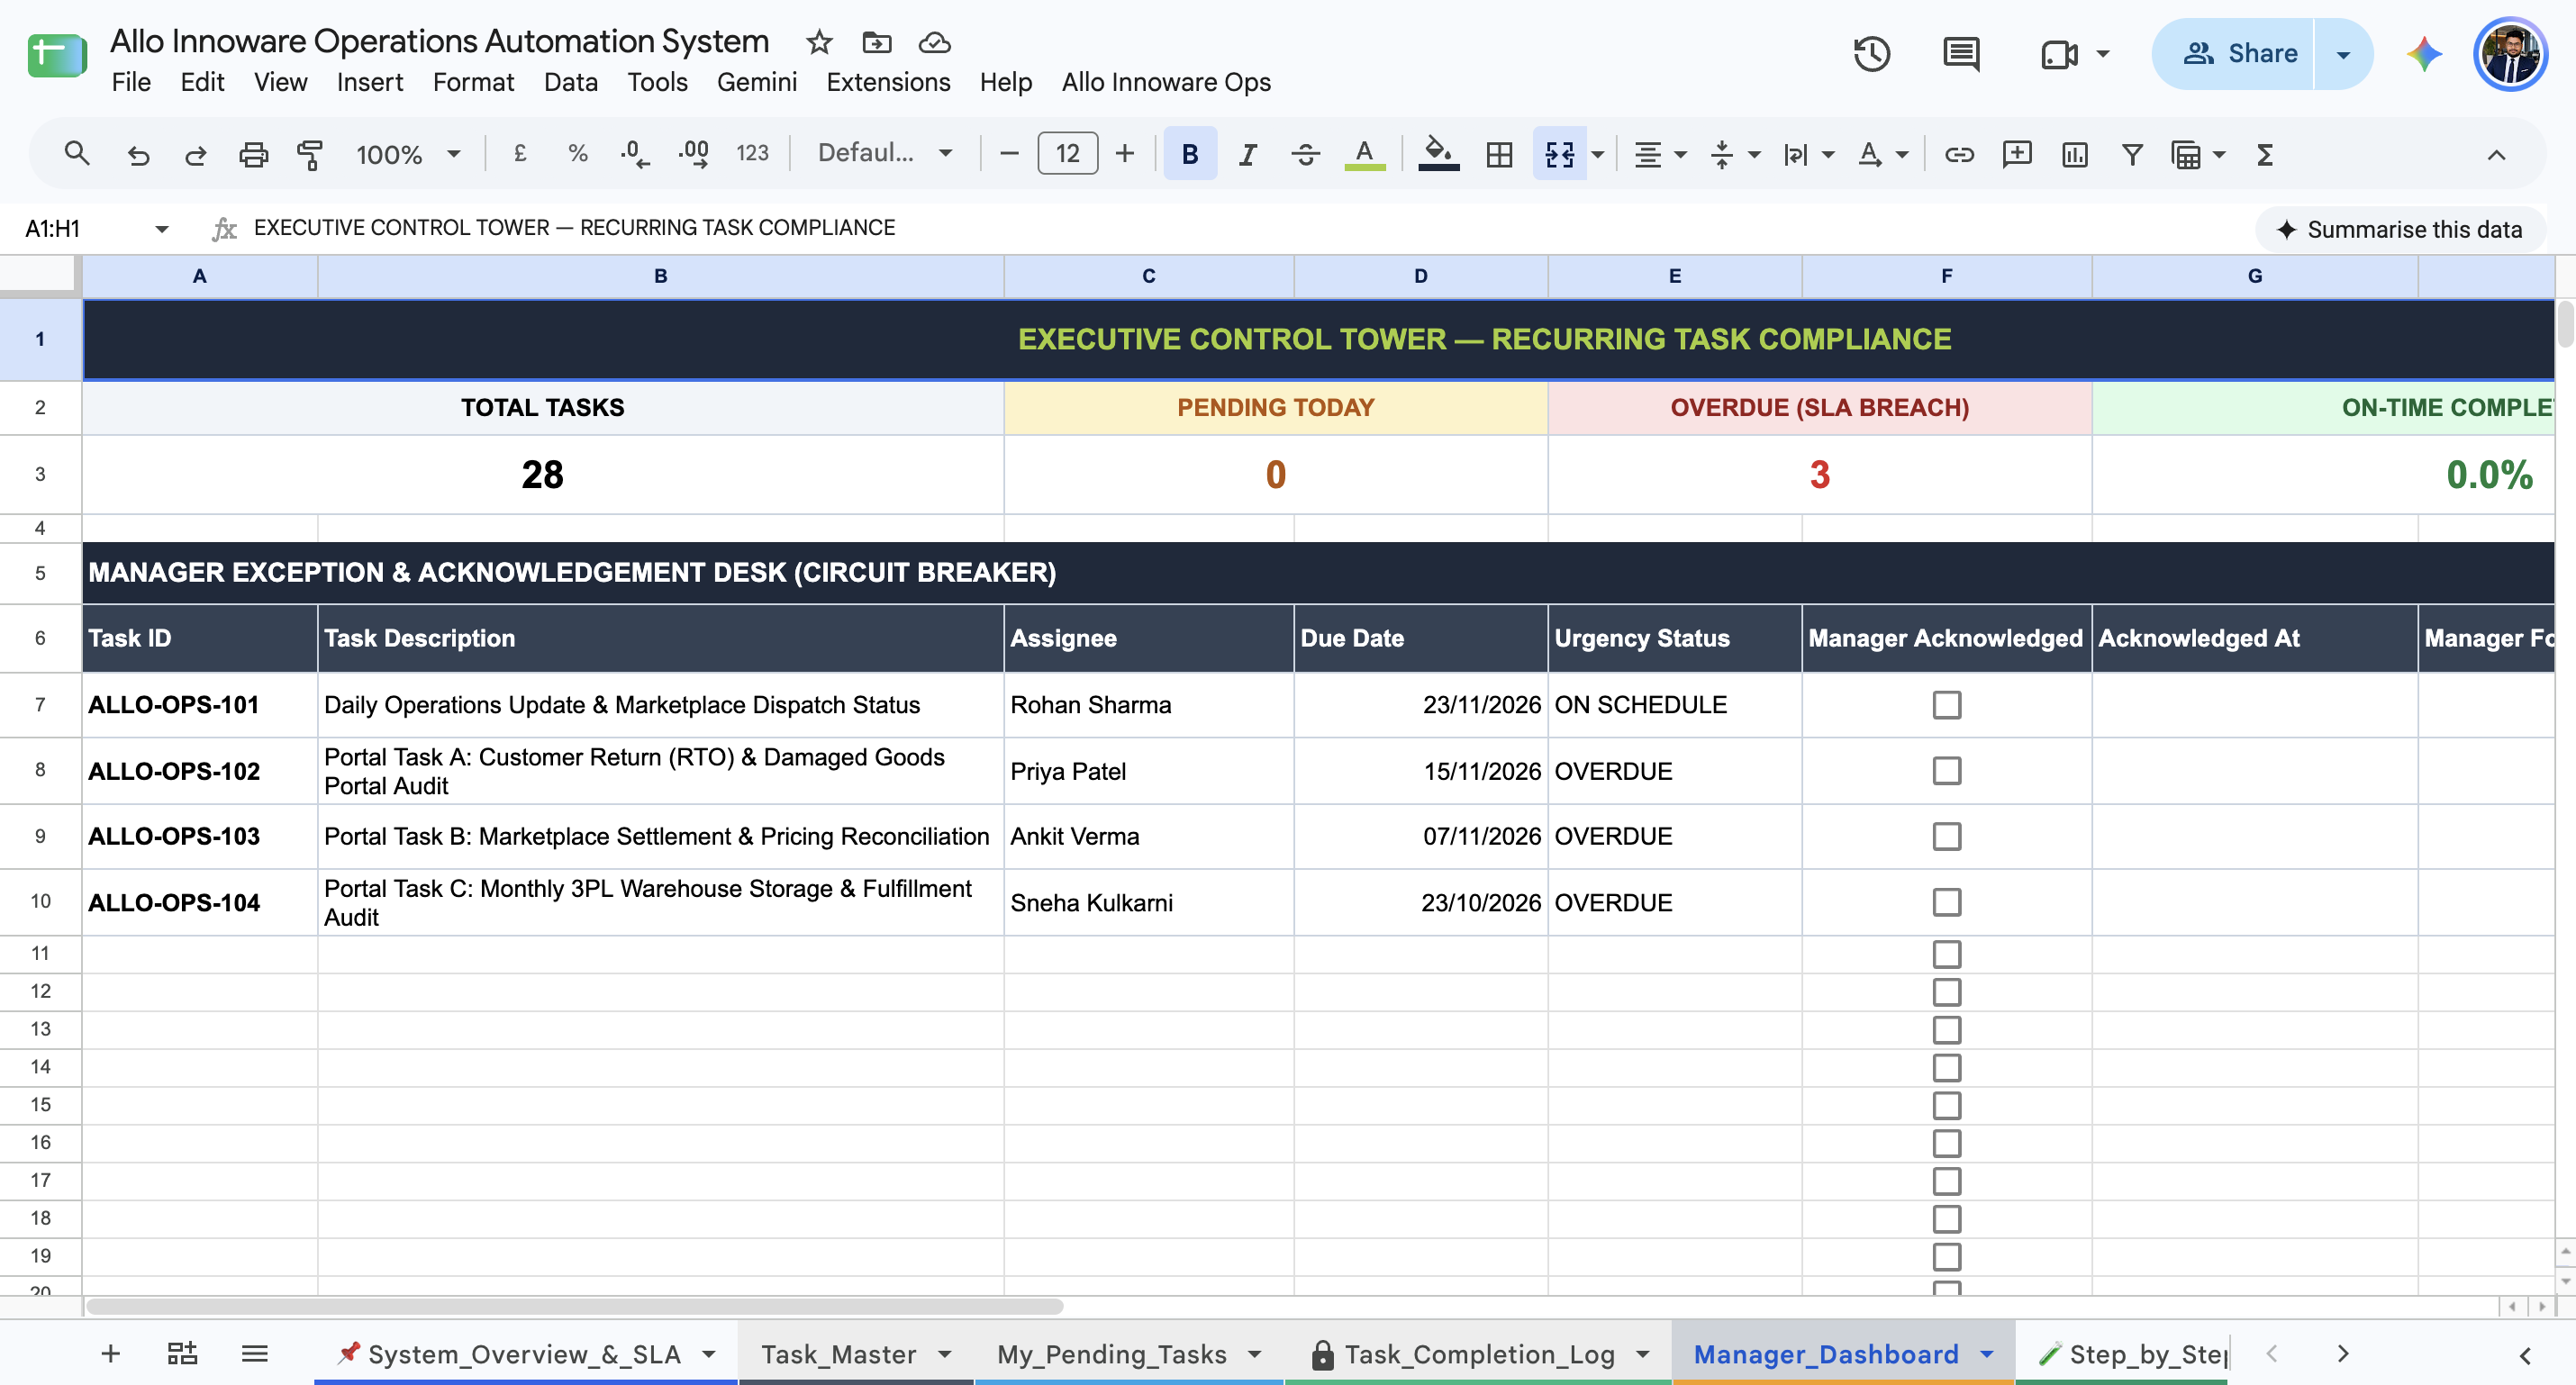 Allo Innoware Operations Automation System
File Edit View Insert Format Data Tools Gemini Extensions Help Allo Innoware Ops
Share
100% £ % .0 .00 123 Defaul... 12 B I A A
A1:H1 fx EXECUTIVE CONTROL TOWER — RECURRING TASK COMPLIANCE
Summarise this data
A B C D E F G
1 EXECUTIVE CONTROL TOWER — RECURRING TASK COMPLIANCE
2 TOTAL TASKS PENDING TODAY OVERDUE (SLA BREACH) ON-TIME
3 28 0 3 0.0%
4
5 MANAGER EXCEPTION & ACKNOWLEDGEMENT DESK (CIRCUIT BREAKER)
6 Task ID Task Description Assignee Due Date Urgency Status Manager Acknowledged Acknowledged At Manager
7 ALLO-OPS-101 Daily Operations Update & Marketplace Dispatch Status Rohan Sharma 23/11/2026 ON SCHEDULE
8 ALLO-OPS-102 Portal Task A: Customer Return (RTO) & Damaged Goods
Portal Audit Priya Patel 15/11/2026 OVERDUE
9 ALLO-OPS-103 Portal Task B: Marketplace Settlement & Pricing Reconciliation Ankit Verma 07/11/2026 OVERDUE
10 ALLO-OPS-104 Portal Task C: Monthly 3PL Warehouse Storage & Fulfillment
Audit Sneha Kulkarni 23/10/2026 OVERDUE
11
12
13
14
15
16
17
18
19
20
System_Overview_&_SLA Task_Master My_Pending_Tasks Task_Completion_Log Manager_Dashboard Step_by_Step